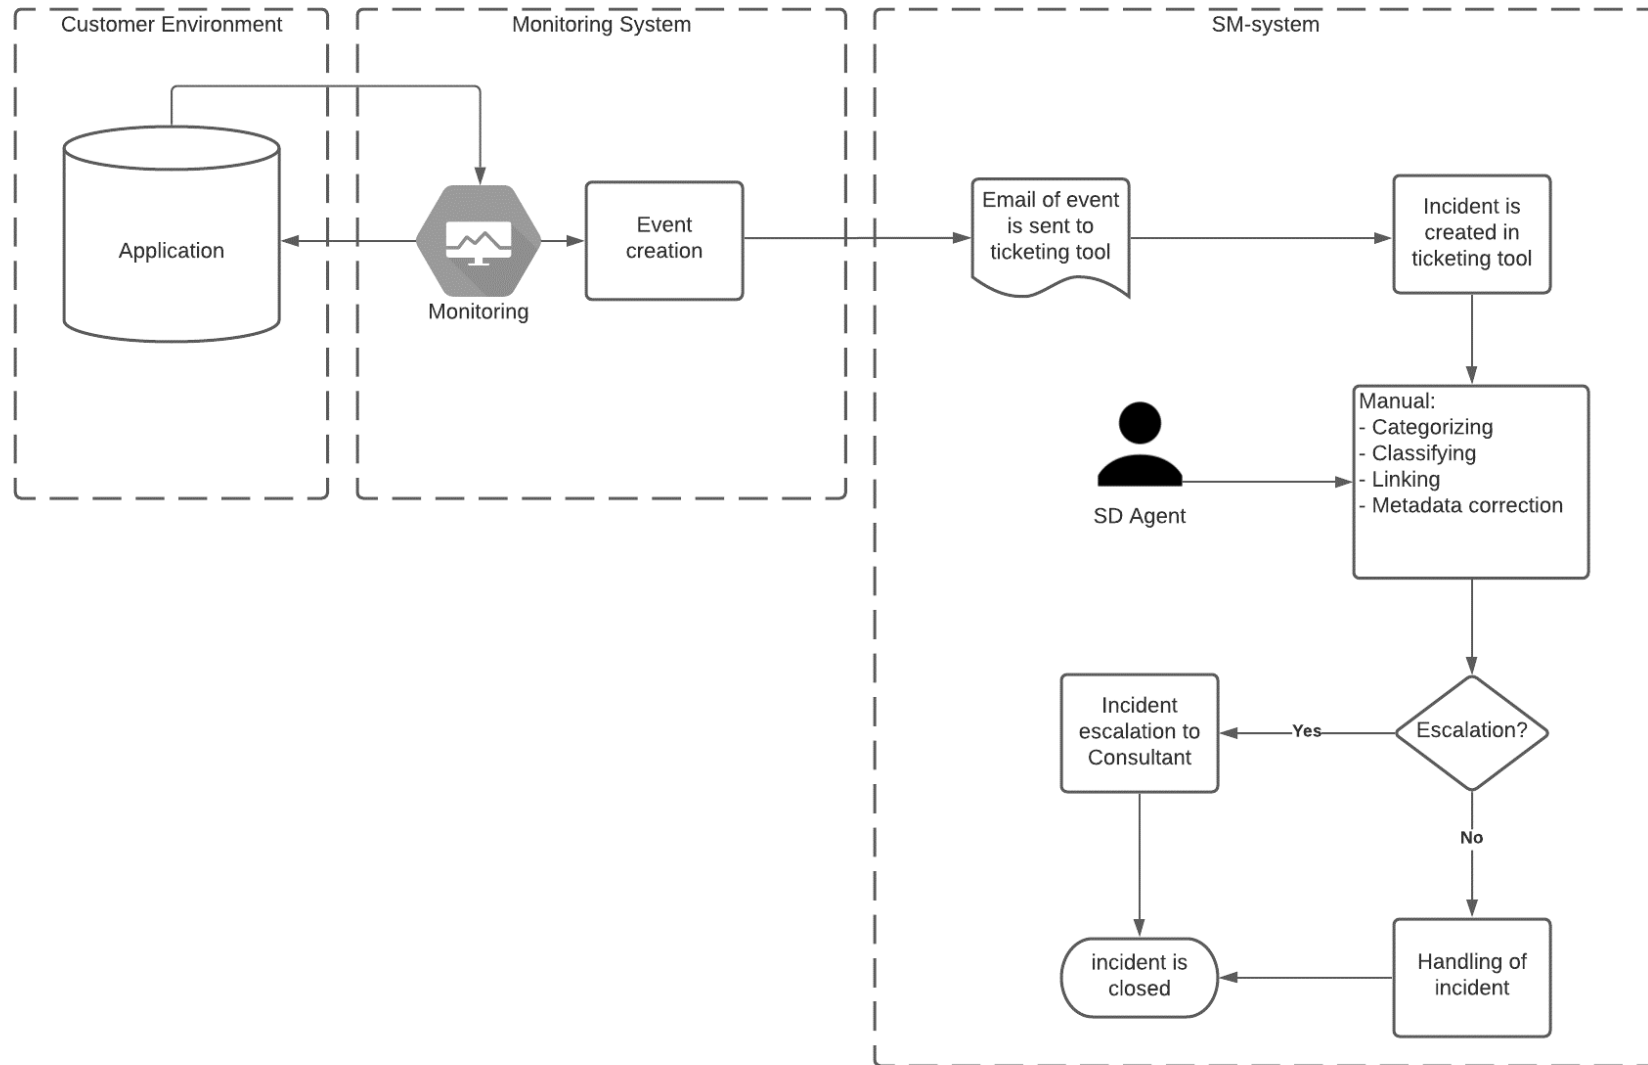 Customer Environment
Monitoring System
SM-system
Application
Monitoring
Event
creation
Email of event
is sent to
ticketing tool
Incident is
created in
ticketing tool
SD Agent
Manual:
- Categorizing
- Classifying
- Linking
- Metadata correction
Escalation?
Yes
Incident
escalation to
Consultant
No
Handling of
incident
incident is
closed